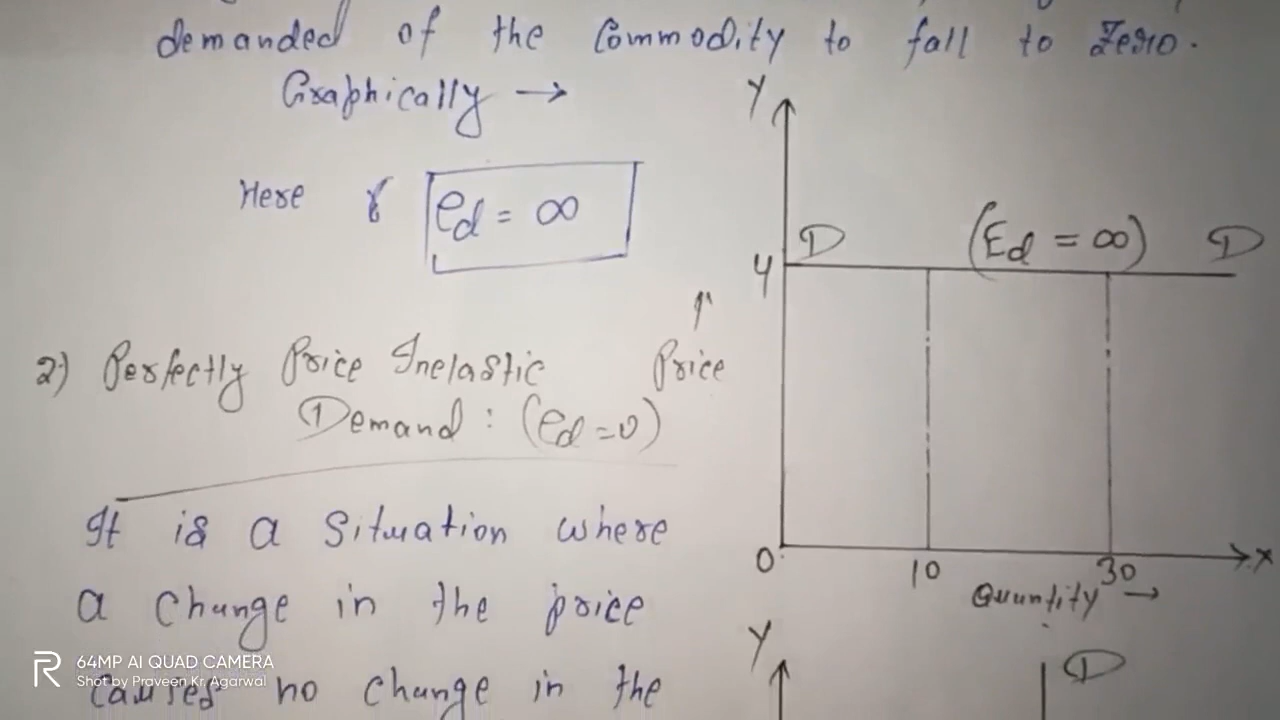 demanded of the Commodity to fall to Zero.
Graphically →
Here
ed = ∞
Y
D (Ed = ∞) D
4
↑
Price
0 10 30 X
Quantity →
2) Perfectly Price Inelastic
Demand : (ed=0)
It is a Situation where
a change in the price
causes no change in the
Y
D
64MP AI QUAD CAMERA
Shot by Praveen Kr. Agarwal